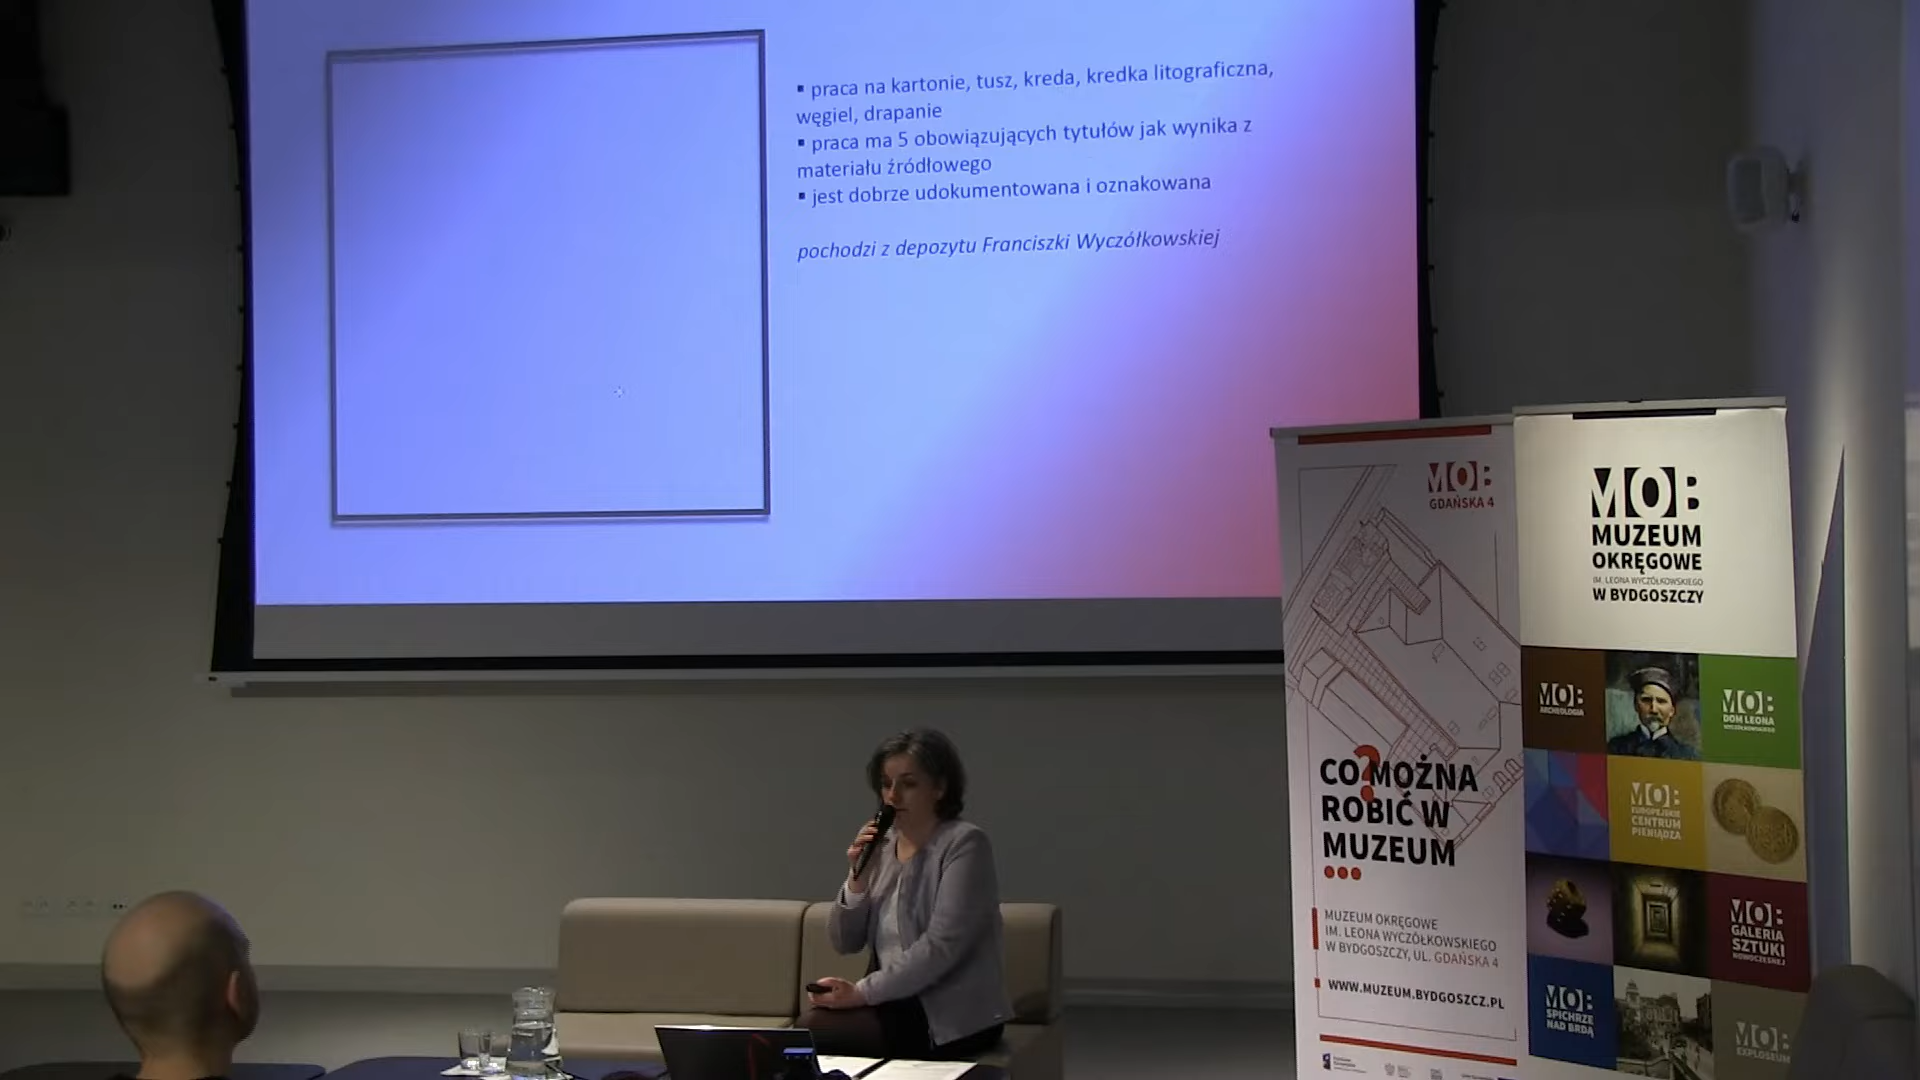 ▪ praca na kartonie, tusz, kreda, kredka litograficzna,
węgiel, drapanie
▪ praca ma 5 obowiązujących tytułów jak wynika z
materiału źródłowego
▪ jest dobrze udokumentowana i oznakowana
pochodzi z depozytu Franciszki Wyczółkowskiej
MOB
GDAŃSKA 4
CO? MOŻNA
ROBIĆ W
MUZEUM
...
MUZEUM OKRĘGOWE
IM. LEONA WYCZÓŁKOWSKIEGO
W BYDGOSZCZY, UL. GDAŃSKA 4
WWW.MUZEUM.BYDGOSZCZ.PL
MOB
MUZEUM
OKRĘGOWE
IM. LEONA WYCZÓŁKOWSKIEGO
W BYDGOSZCZY
MOB
ARCHEOLOGIA
MOB
DOM LEONA
WYCZÓŁKOWSKIEGO
MOB
EUROPEJSKIE
CENTRUM
PIENIĄDZA
MOB
GALERIA
SZTUKI
NOWOCZESNEJ
MOB
SPICHRZE
NAD BRDĄ
MOB
EXPLOSEUM